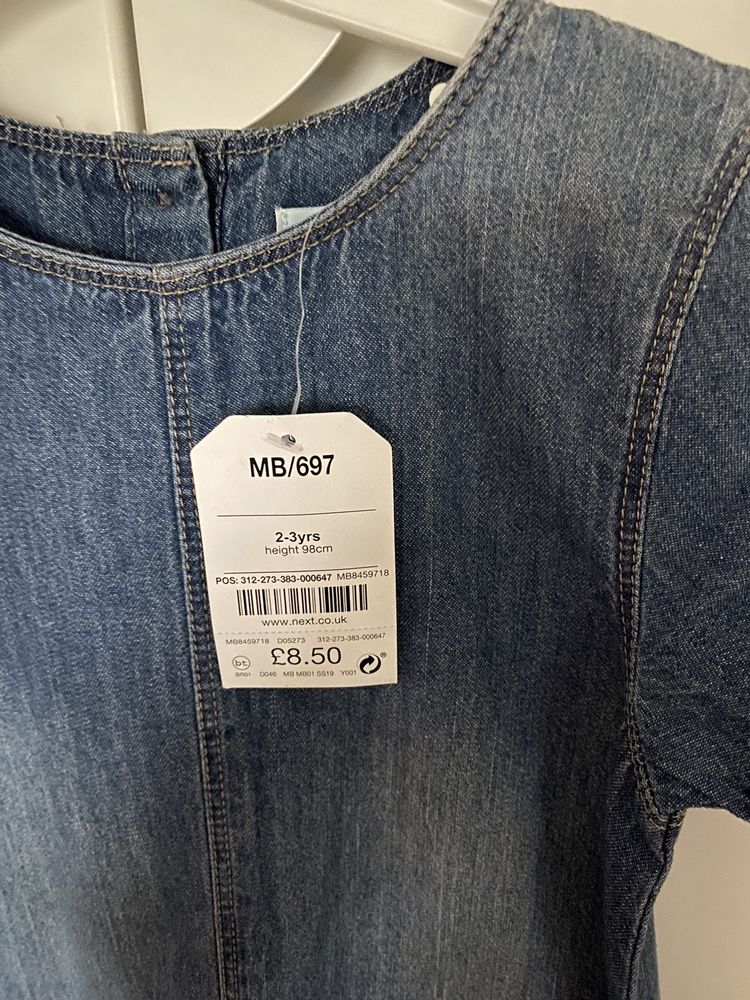 MB/697
2-3yrs
height 98cm
POS: 312-273-383-000647 MB8459718
www.next.co.uk
MB8459718 D05273 312-273-383-000647
bt £8.50 ®
BR01 D046 MB MB01 SS19 Y001